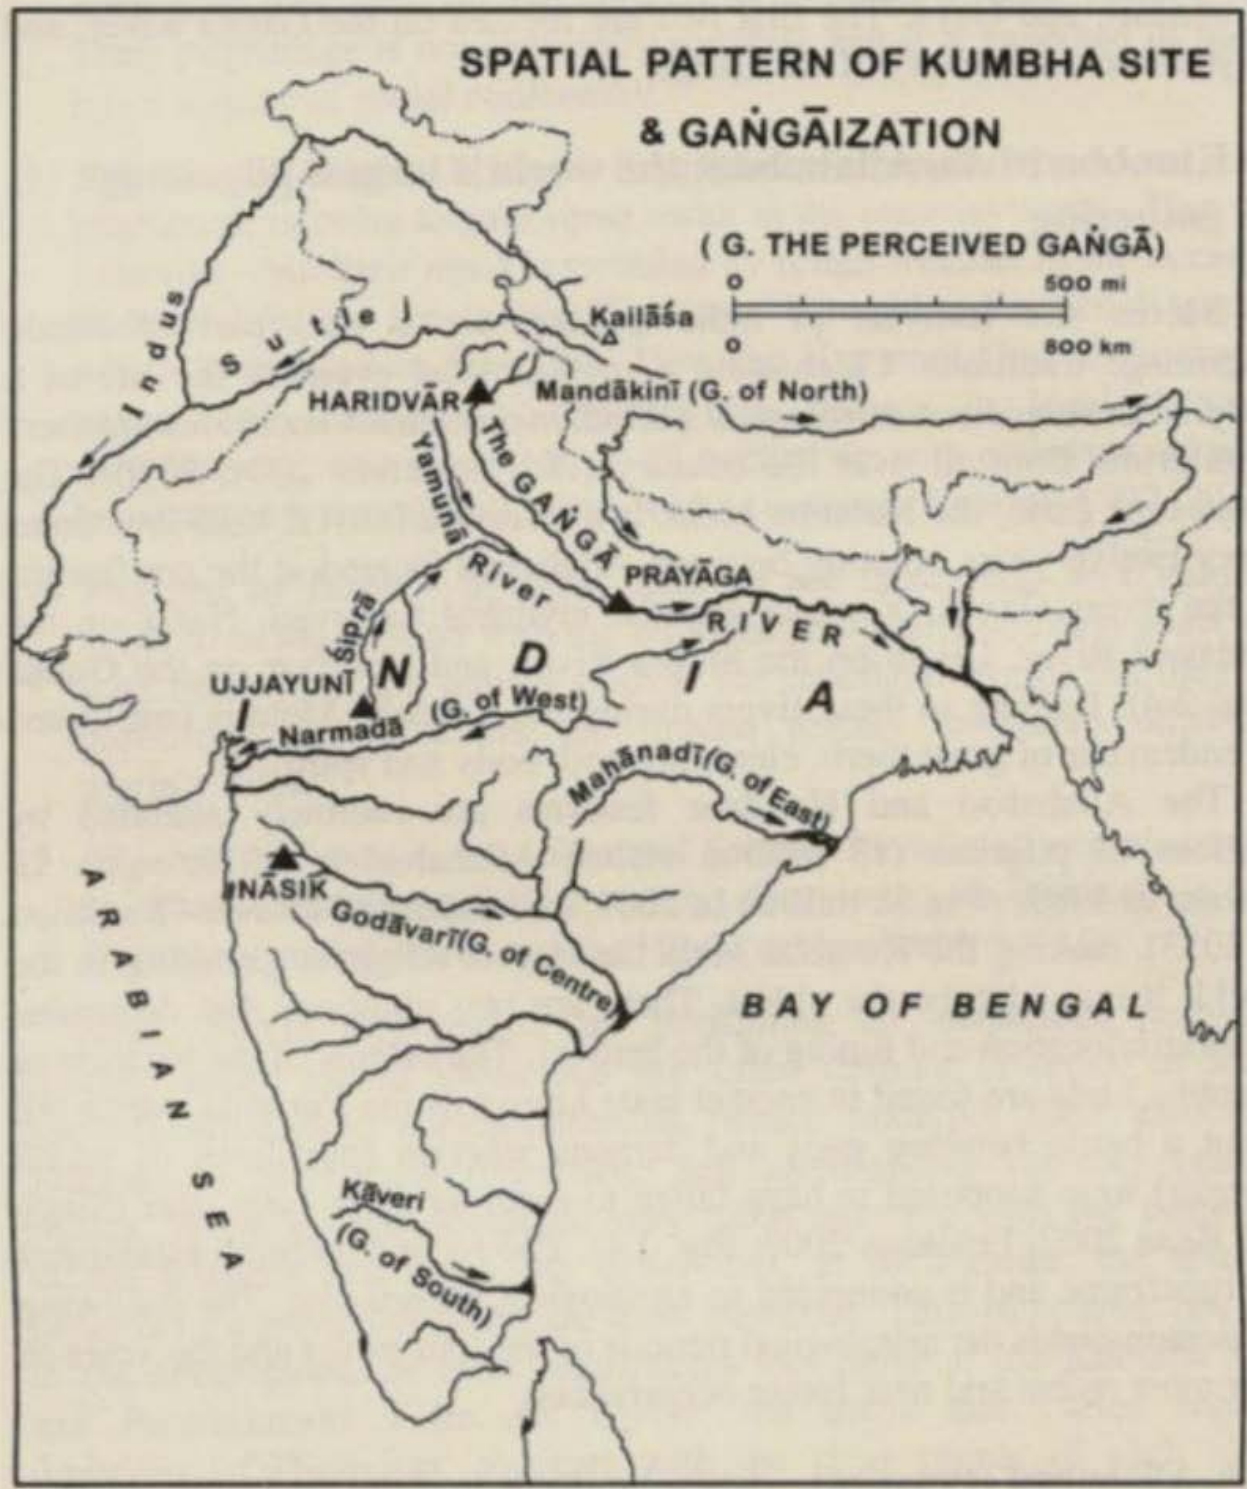 SPATIAL PATTERN OF KUMBHA SITE
& GAṄGĀIZATION
( G. THE PERCEIVED GAṄGĀ)
0 500 mi
0 800 km
Indus
Sutlej
Kailāśa
HARIDVĀR
Mandākinī (G. of North)
Yamunā River
The GAṄGĀ
PRAYĀGA
RIVER
Śiprā
UJJAYUNĪ
INDIA
Narmadā (G. of West)
Mahānadī(G. of East)
NĀSIK
Godāvarī(G. of Centre)
BAY OF BENGAL
ARABIAN SEA
Kāveri
(G. of South)